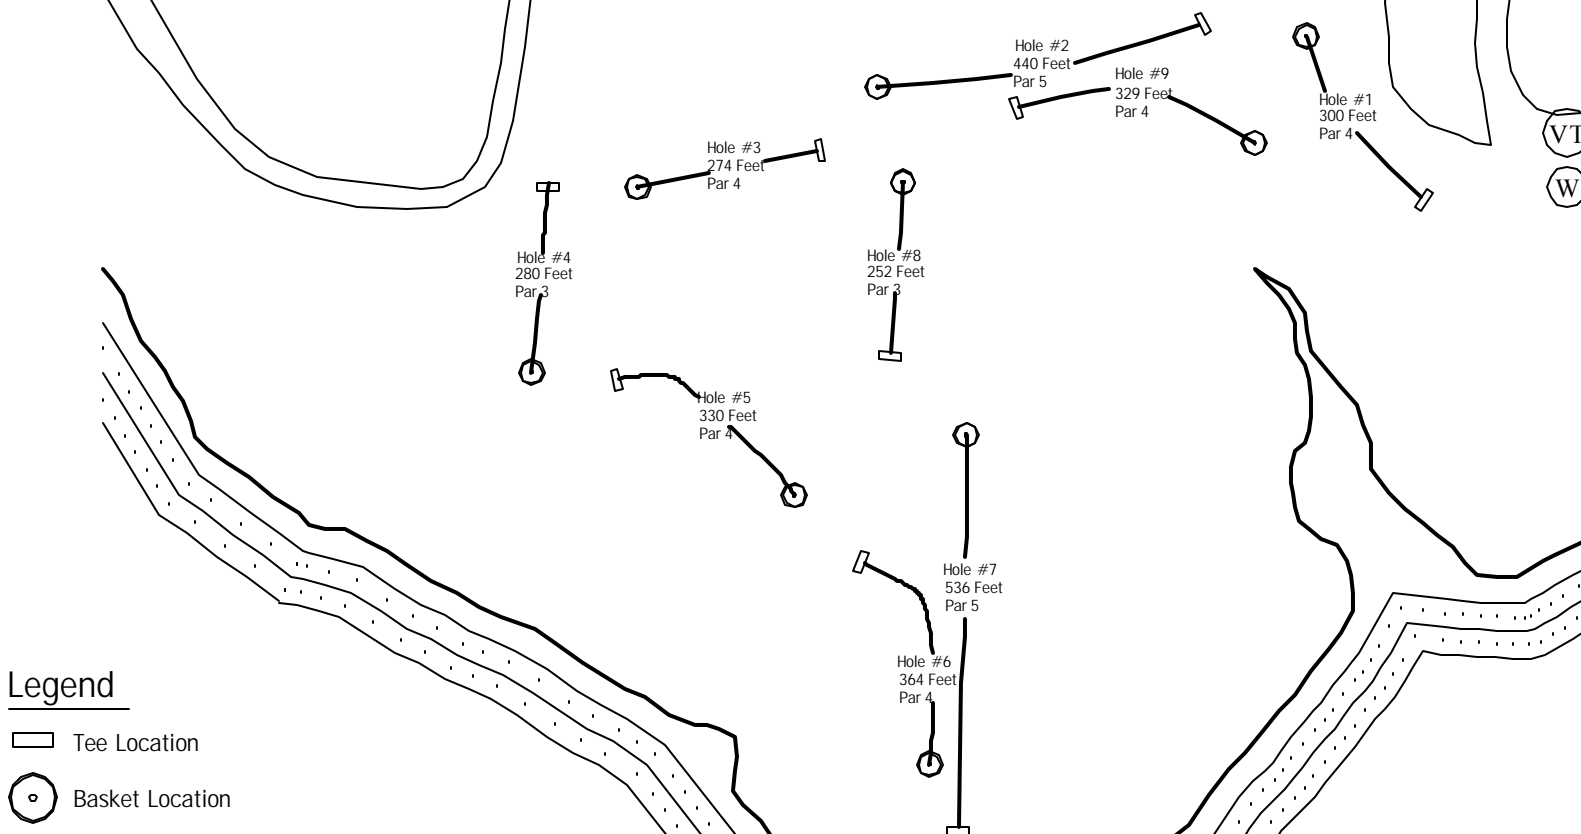 Hole #2
440 Feet
Par 5
Hole #9
329 Feet
Par 4
Hole #1
300 Feet
Par 4
VT
W
Hole #3
274 Feet
Par 4
Hole #4
280 Feet
Par 3
Hole #8
252 Feet
Par 3
Hole #5
330 Feet
Par 4
Hole #7
536 Feet
Par 5
Hole #6
364 Feet
Par 4
Legend
Tee Location
Basket Location